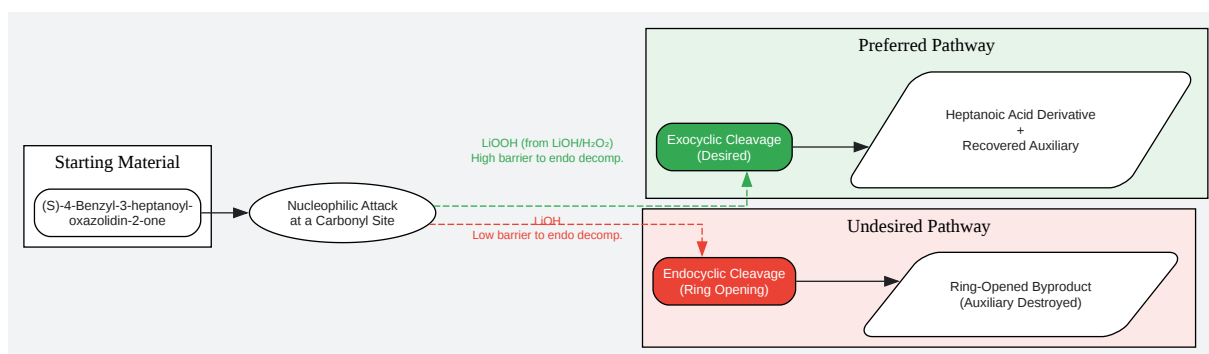 Starting Material
(S)-4-Benzyl-3-heptanoyl-
oxazolidin-2-one
Nucleophilic Attack
at a Carbonyl Site
LiOOH (from LiOH/H₂O₂)
High barrier to endo decomp.
LiOH
Low barrier to endo decomp.
Preferred Pathway
Exocyclic Cleavage
(Desired)
Heptanoic Acid Derivative
+
Recovered Auxiliary
Undesired Pathway
Endocyclic Cleavage
(Ring Opening)
Ring-Opened Byproduct
(Auxiliary Destroyed)